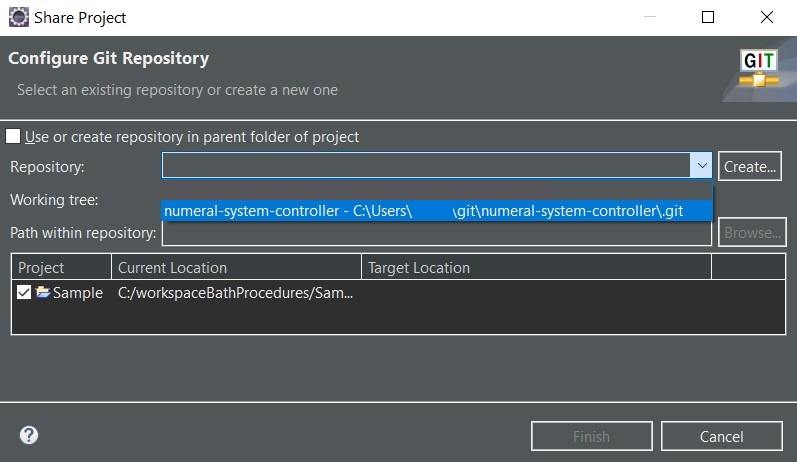 Share Project
Configure Git Repository
Select an existing repository or create a new one
GIT
Use or create repository in parent folder of project
Repository: Create...
Working tree:
numeral-system-controller - C:\Users\ \git\numeral-system-controller\.git
Path within repository: Browse...
Project Current Location Target Location
Sample C:/workspaceBathProcedures/Sam...
? Finish Cancel